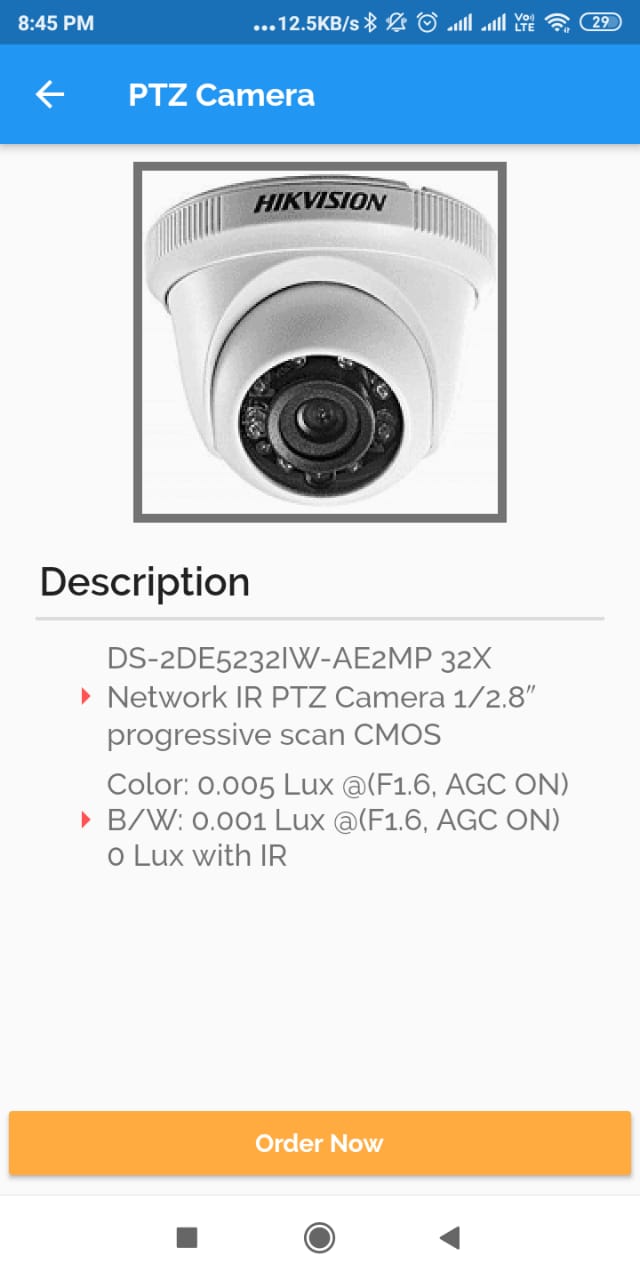 8:45 PM
...12.5KB/s
Vo))
LTE
29
PTZ Camera
HIKVISION
Description
DS-2DE5232IW-AE2MP 32X
Network IR PTZ Camera 1/2.8”
progressive scan CMOS
Color: 0.005 Lux @(F1.6, AGC ON)
B/W: 0.001 Lux @(F1.6, AGC ON)
0 Lux with IR
Order Now